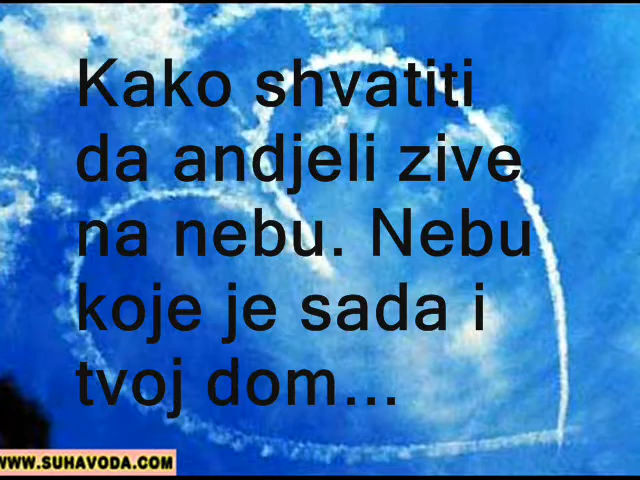 Kako shvatiti
da andjeli zive
na nebu. Nebu
koje je sada i
tvoj dom...
WWW.SUHAVODA.COM